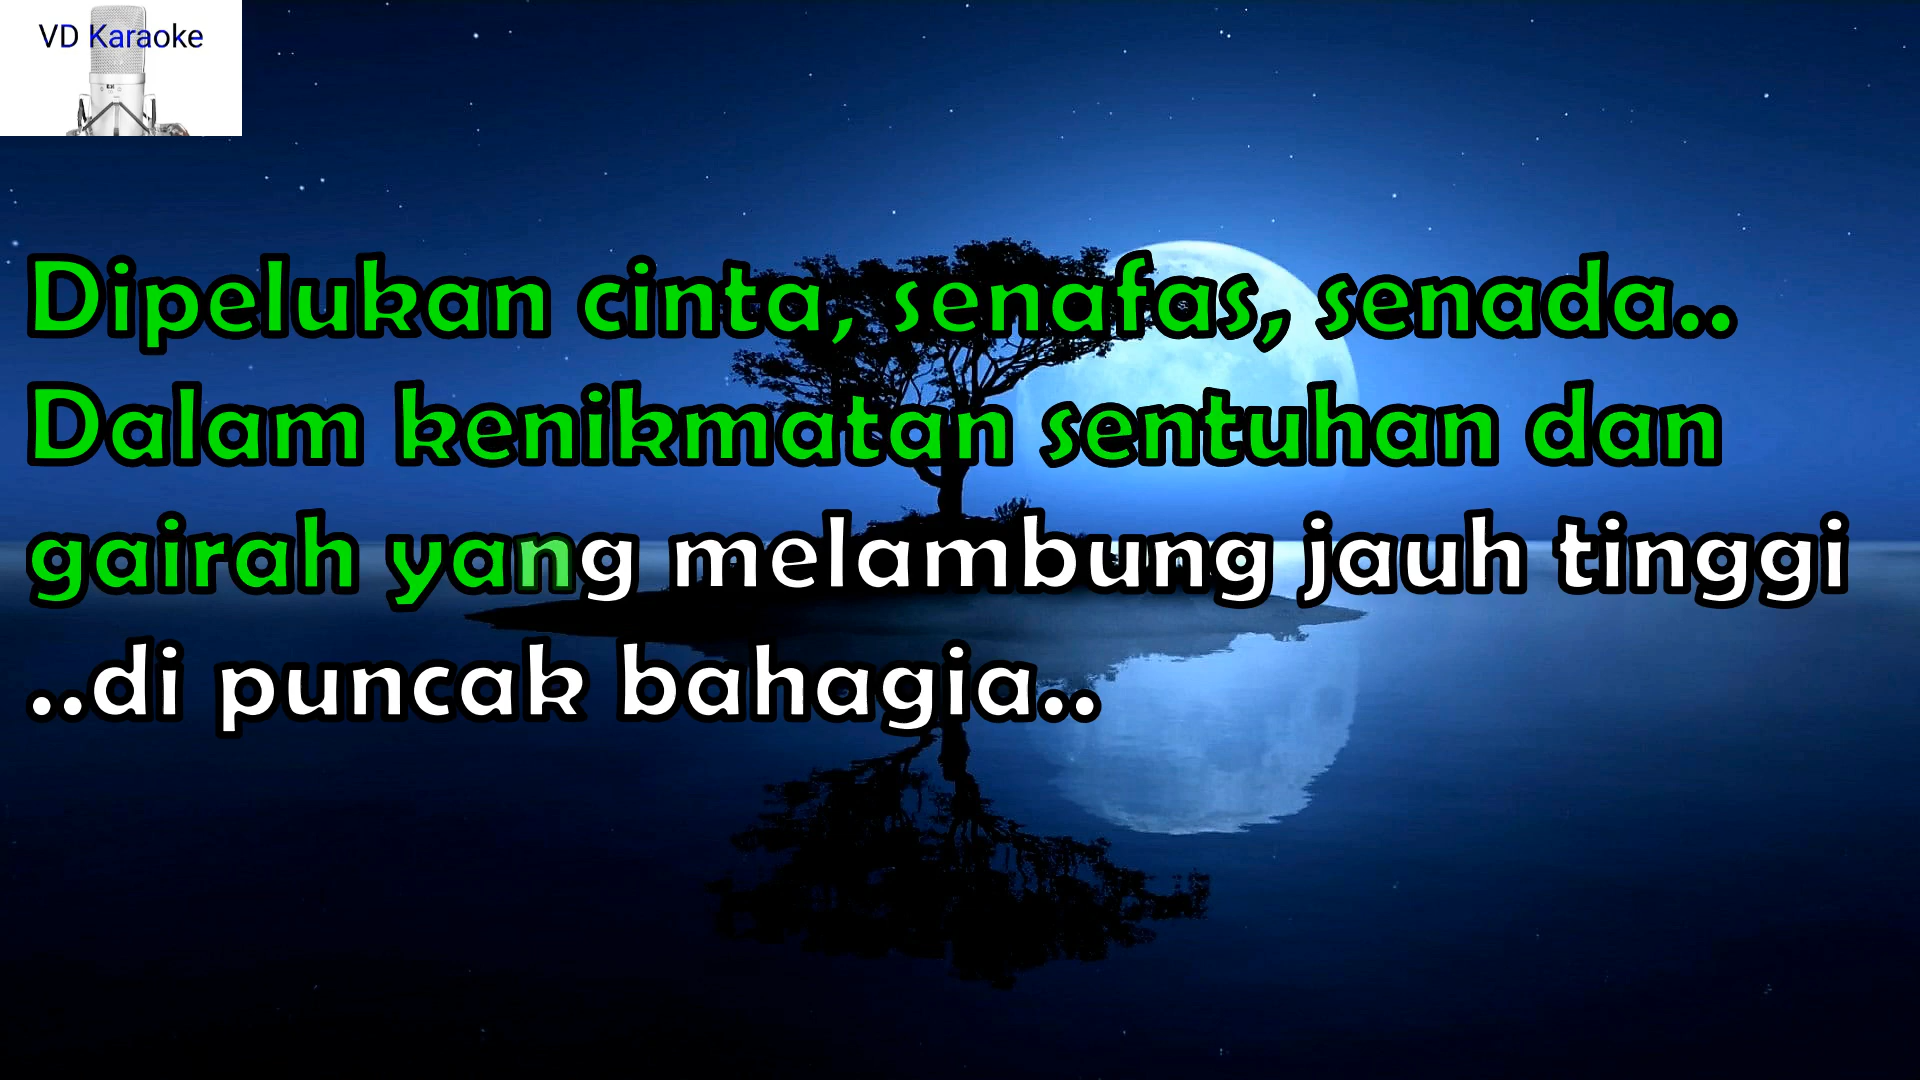 VD Karaoke
Dipelukan cinta, senafas, senada..
Dalam kenikmatan sentuhan dan
gairah yang melambung jauh tinggi
..di puncak bahagia..